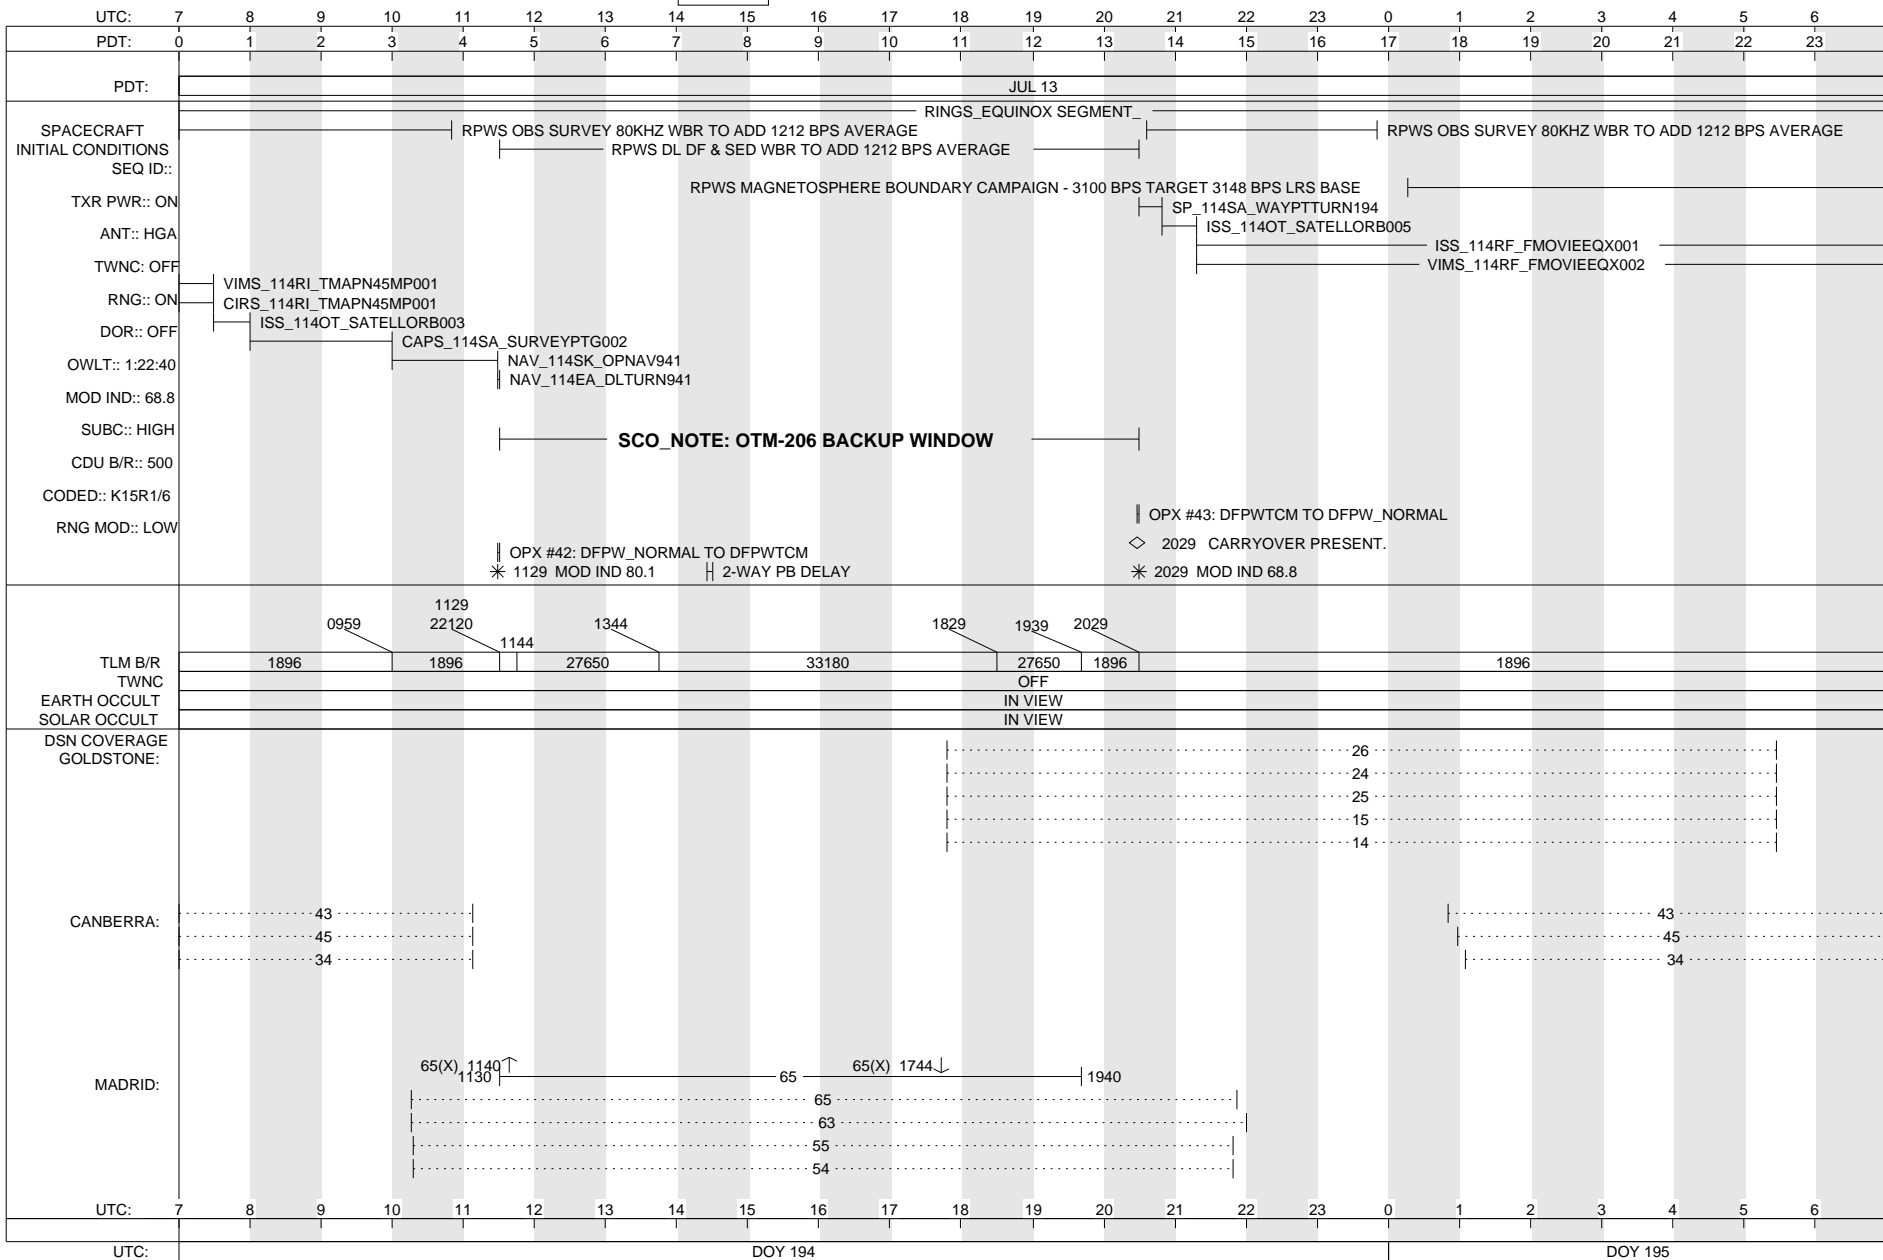 UTC: 7 8 9 10 11 12 13 14 15 16 17 18 19 20 21 22 23 0 1 2 3 4 5 6
PDT: 0 1 2 3 4 5 6 7 8 9 10 11 12 13 14 15 16 17 18 19 20 21 22 23
PDT: JUL 13
RINGS_EQUINOX SEGMENT_
SPACECRAFT
INITIAL CONDITIONS
SEQ ID::
TXR PWR:: ON
ANT:: HGA
TWNC: OFF
RNG:: ON
DOR:: OFF
OWLT:: 1:22:40
MOD IND:: 68.8
SUBC:: HIGH
CDU B/R:: 500
CODED:: K15R1/6
RNG MOD:: LOW
RPWS OBS SURVEY 80KHZ WBR TO ADD 1212 BPS AVERAGE
RPWS OBS SURVEY 80KHZ WBR TO ADD 1212 BPS AVERAGE
RPWS DL DF & SED WBR TO ADD 1212 BPS AVERAGE
RPWS MAGNETOSPHERE BOUNDARY CAMPAIGN - 3100 BPS TARGET 3148 BPS LRS BASE
SP_114SA_WAYPTTURN194
ISS_114OT_SATELLORB005
ISS_114RF_FMOVIEEQX001
VIMS_114RF_FMOVIEEQX002
VIMS_114RI_TMAPN45MP001
CIRS_114RI_TMAPN45MP001
ISS_114OT_SATELLORB003
CAPS_114SA_SURVEYPTG002
NAV_114SK_OPNAV941
NAV_114EA_DLTURN941
SCO_NOTE: OTM-206 BACKUP WINDOW
OPX #43: DFPWTCM TO DFPW_NORMAL
2029 CARRYOVER PRESENT.
OPX #42: DFPW_NORMAL TO DFPWTCM
1129 MOD IND 80.1
2-WAY PB DELAY
2029 MOD IND 68.8
1129
0959 22120 1344 1829 1939 2029
1144
TLM B/R 1896 1896 27650 33180 27650 1896 1896
TWNC OFF
EARTH OCCULT IN VIEW
SOLAR OCCULT IN VIEW
DSN COVERAGE
GOLDSTONE:
26
24
25
15
14
CANBERRA:
43 43
45 45
34 34
MADRID:
65(X) 1140 65(X) 1744
1130 65 1940
65
63
55
54
UTC: 7 8 9 10 11 12 13 14 15 16 17 18 19 20 21 22 23 0 1 2 3 4 5 6
UTC: DOY 194 DOY 195